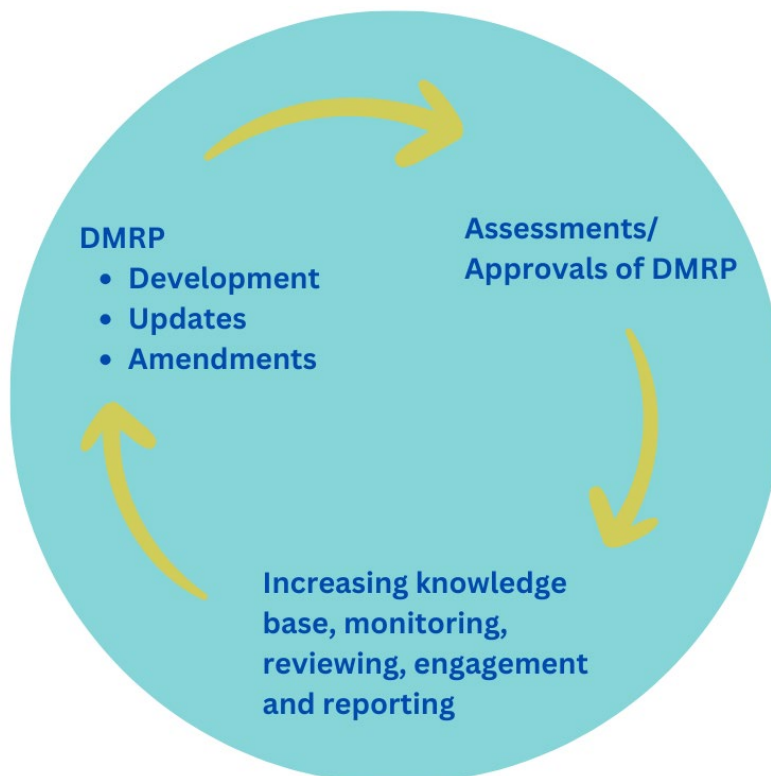 DMRP
• Development
• Updates
• Amendments
Assessments/
Approvals of DMRP
Increasing knowledge
base, monitoring,
reviewing, engagement
and reporting